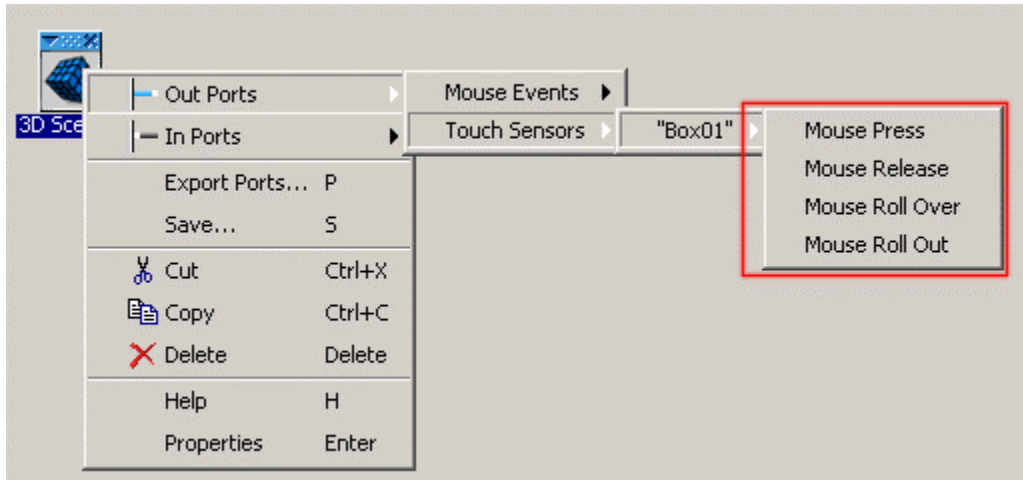 3D Sce
Out Ports
In Ports
Export Ports... P
Save... S
Cut Ctrl+X
Copy Ctrl+C
Delete Delete
Help H
Properties Enter
Mouse Events
Touch Sensors
"Box01"
Mouse Press
Mouse Release
Mouse Roll Over
Mouse Roll Out